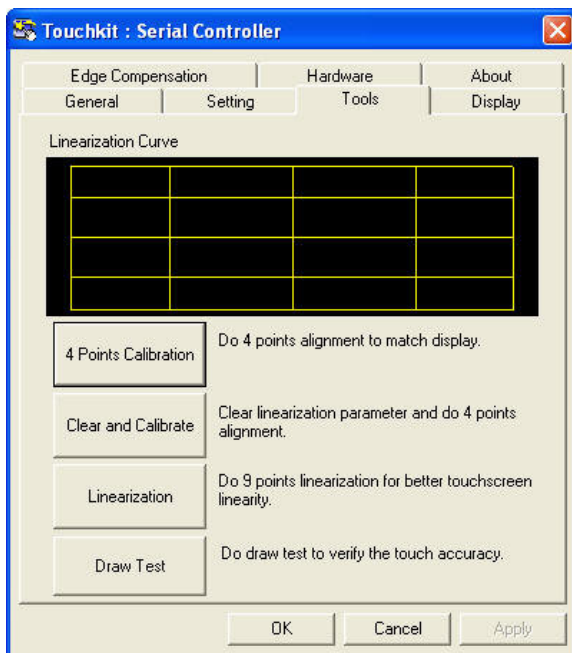 Touchkit : Serial Controller
Edge Compensation
Hardware
About
General
Setting
Tools
Display
Linearization Curve
4 Points Calibration
Do 4 points alignment to match display.
Clear and Calibrate
Clear linearization parameter and do 4 points
alignment.
Linearization
Do 9 points linearization for better touchscreen
linearity.
Draw Test
Do draw test to verify the touch accuracy.
OK
Cancel
Apply